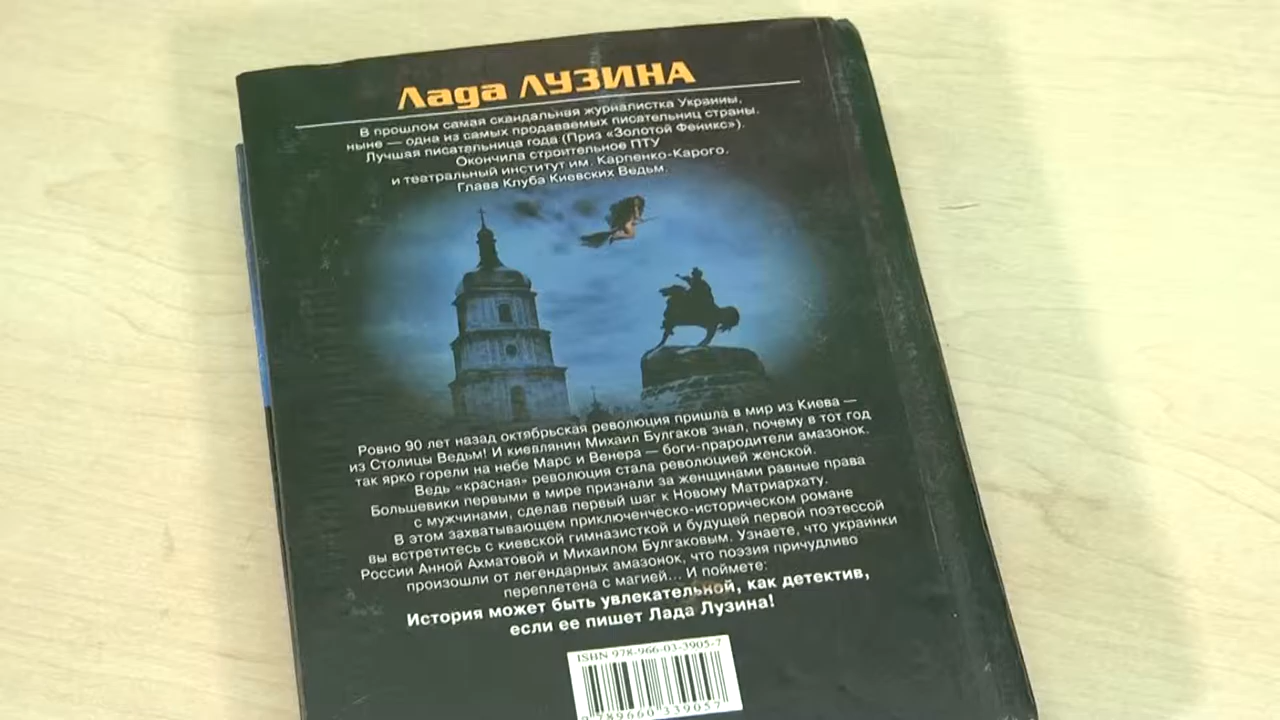 Лада ЛУЗИНА
В прошлом самая скандальная журналистка Украины,
ныне — одна из самых продаваемых писательниц страны.
Лучшая писательница года (Приз «Золотой Феникс»).
Окончила строительное ПТУ
и театральный институт им. Карпенко-Карого.
Глава Клуба Киевских Ведьм.
Ровно 90 лет назад октябрьская революция пришла в мир из Киева —
из Столицы Ведьм! И киевлянин Михаил Булгаков знал, почему в тот год
так ярко горели на небе Марс и Венера — боги-прародители амазонок.
Ведь «красная» революция стала революцией женской.
Большевики первыми в мире признали за женщинами равные права
с мужчинами, сделав первый шаг к Новому Матриархату.
В этом захватывающем приключенческо-историческом романе
вы встретитесь с киевской гимназисткой и будущей первой поэтессой
России Анной Ахматовой и Михаилом Булгаковым. Узнаете, что украинки
произошли от легендарных амазонок, что поэзия причудливо
переплетена с магией... И поймете:
История может быть увлекательной, как детектив,
если ее пишет Лада Лузина!
ISBN 978-966-03-3905-7
9 789660 339057